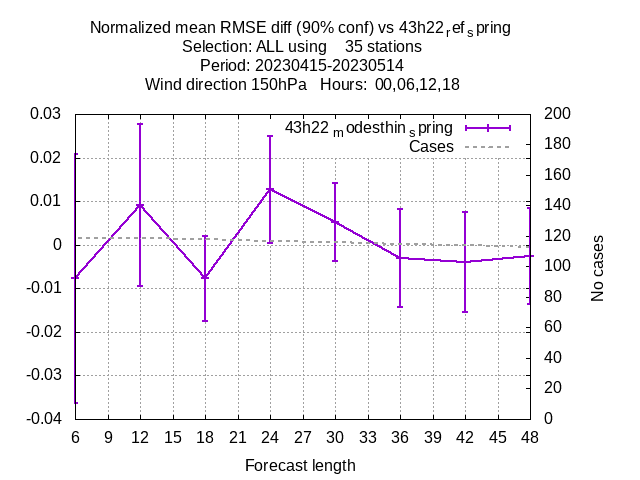 Normalized mean RMSE diff (90% conf) vs 43h22refspring
Selection: ALL using    35 stations
Period: 20230415-20230514
Wind direction 150hPa   Hours:  00,06,12,18
43h22modesthinspring
Cases
0.03
0.02
0.01
0
-0.01
-0.02
-0.03
-0.04
200
180
160
140
120
100
80
60
40
20
0
No cases
6 9 12 15 18 21 24 27 30 33 36 39 42 45 48
Forecast length